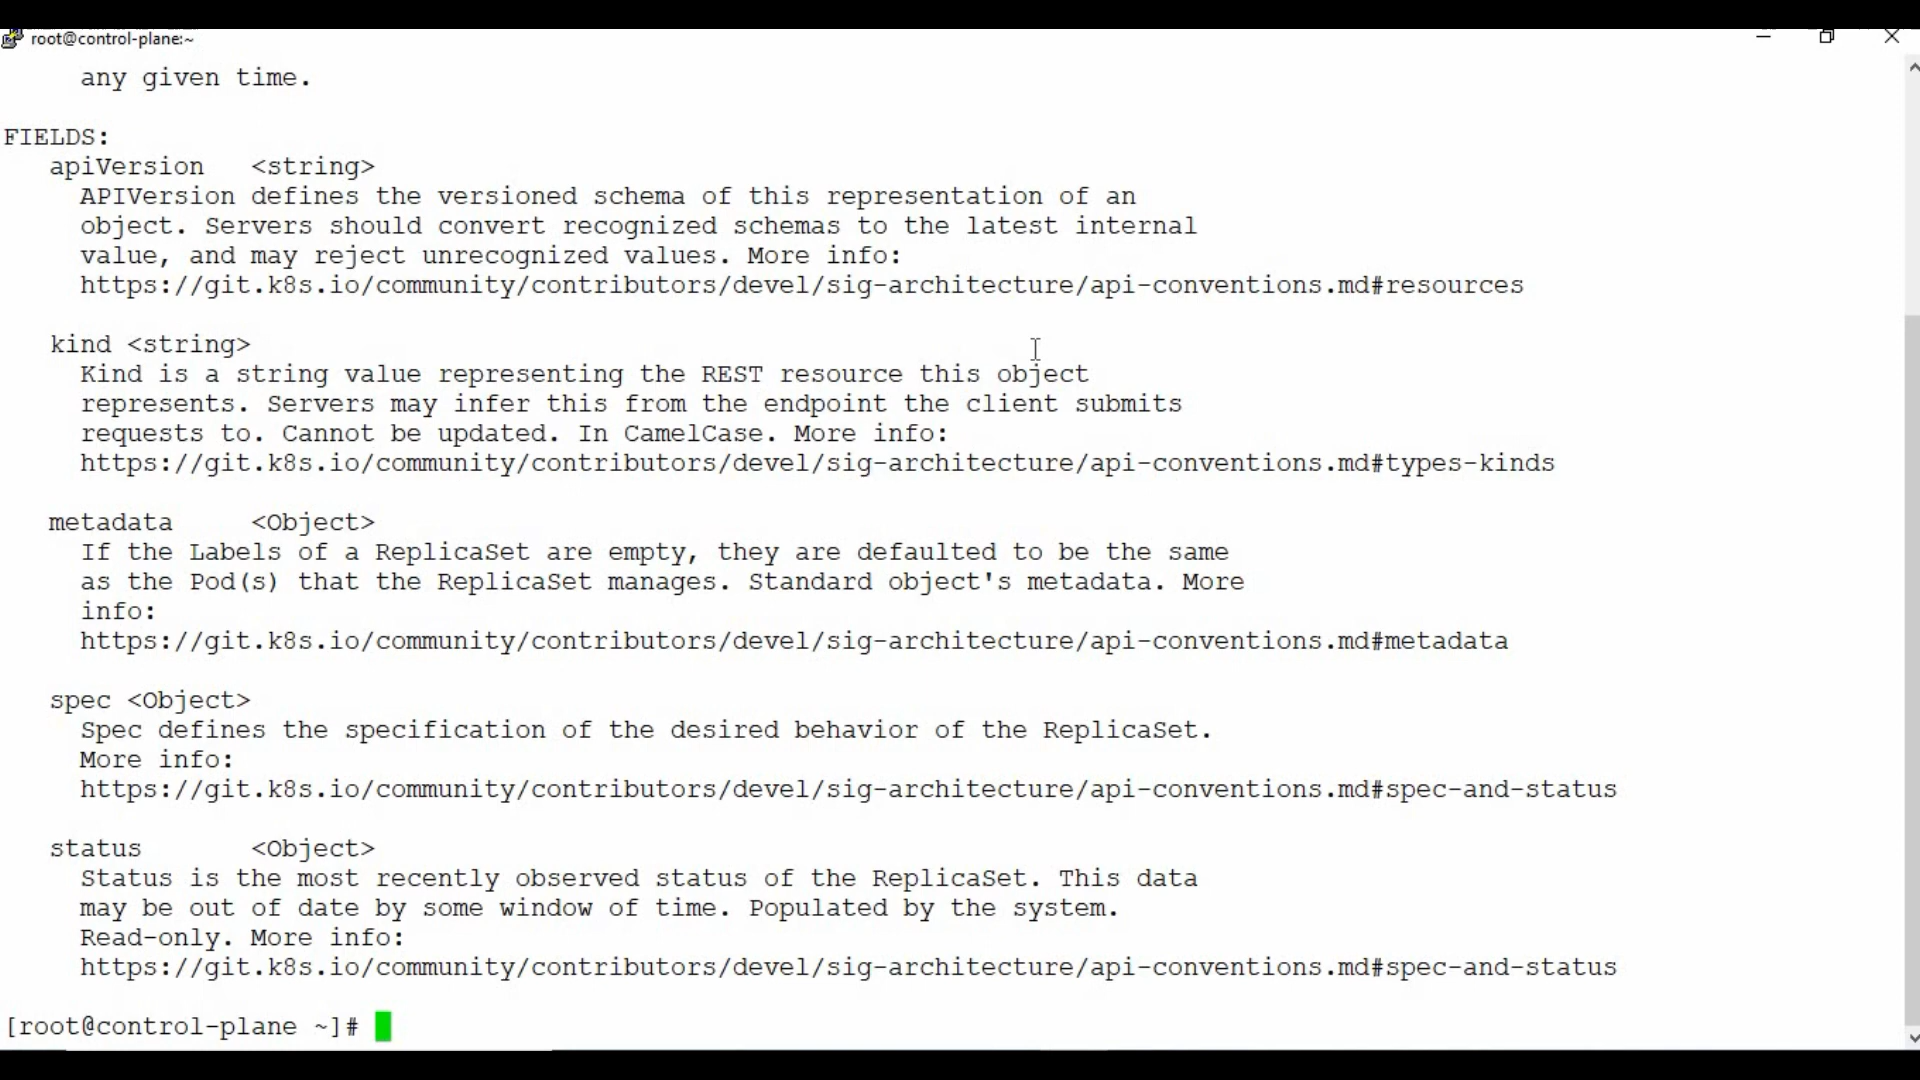 root@control-plane:~
any given time.
FIELDS:
apiVersion <string>
APIVersion defines the versioned schema of this representation of an
object. Servers should convert recognized schemas to the latest internal
value, and may reject unrecognized values. More info:
https://git.k8s.io/community/contributors/devel/sig-architecture/api-conventions.md#resources
kind <string>
Kind is a string value representing the REST resource this object
represents. Servers may infer this from the endpoint the client submits
requests to. Cannot be updated. In CamelCase. More info:
https://git.k8s.io/community/contributors/devel/sig-architecture/api-conventions.md#types-kinds
metadata <Object>
If the Labels of a ReplicaSet are empty, they are defaulted to be the same
as the Pod(s) that the ReplicaSet manages. Standard object's metadata. More
info:
https://git.k8s.io/community/contributors/devel/sig-architecture/api-conventions.md#metadata
spec <Object>
Spec defines the specification of the desired behavior of the ReplicaSet.
More info:
https://git.k8s.io/community/contributors/devel/sig-architecture/api-conventions.md#spec-and-status
status <Object>
Status is the most recently observed status of the ReplicaSet. This data
may be out of date by some window of time. Populated by the system.
Read-only. More info:
https://git.k8s.io/community/contributors/devel/sig-architecture/api-conventions.md#spec-and-status
[root@control-plane ~]#